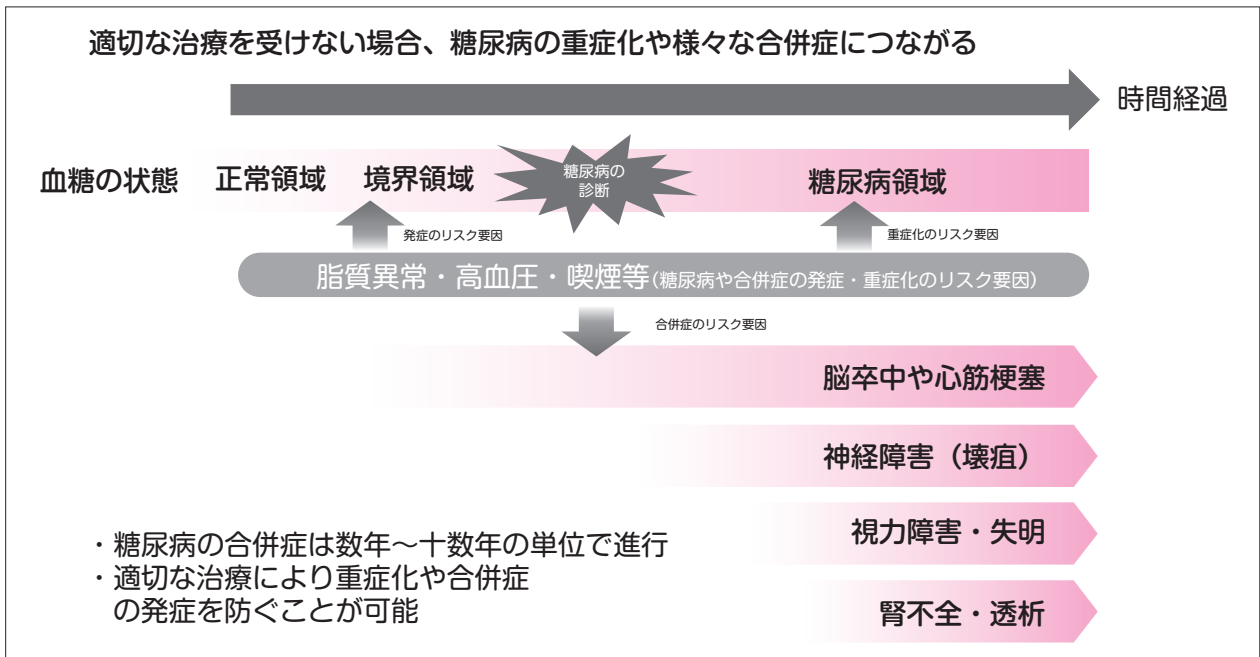 適切な治療を受けない場合、糖尿病の重症化や様々な合併症につながる
時間経過
血糖の状態
正常領域
境界領域
糖尿病の
診断
糖尿病領域
発症のリスク要因
重症化のリスク要因
脂質異常・高血圧・喫煙等(糖尿病や合併症の発症・重症化のリスク要因)
合併症のリスク要因
脳卒中や心筋梗塞
神経障害（壊疽）
視力障害・失明
腎不全・透析
・糖尿病の合併症は数年～十数年の単位で進行
・適切な治療により重症化や合併症
の発症を防ぐことが可能